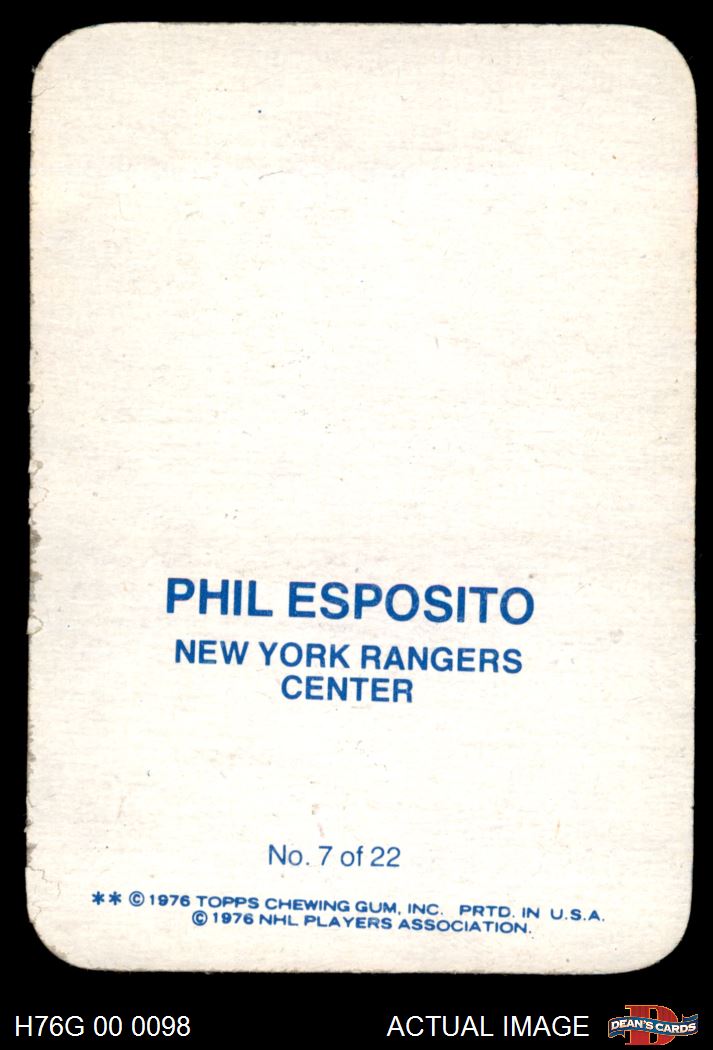 PHIL ESPOSITO
NEW YORK RANGERS
CENTER
No. 7 of 22
** © 1976 TOPPS CHEWING GUM, INC. PRTD. IN U.S.A.
© 1976 NHL PLAYERS ASSOCIATION.
H76G 00 0098 ACTUAL IMAGE
D
DEAN'S CARDS